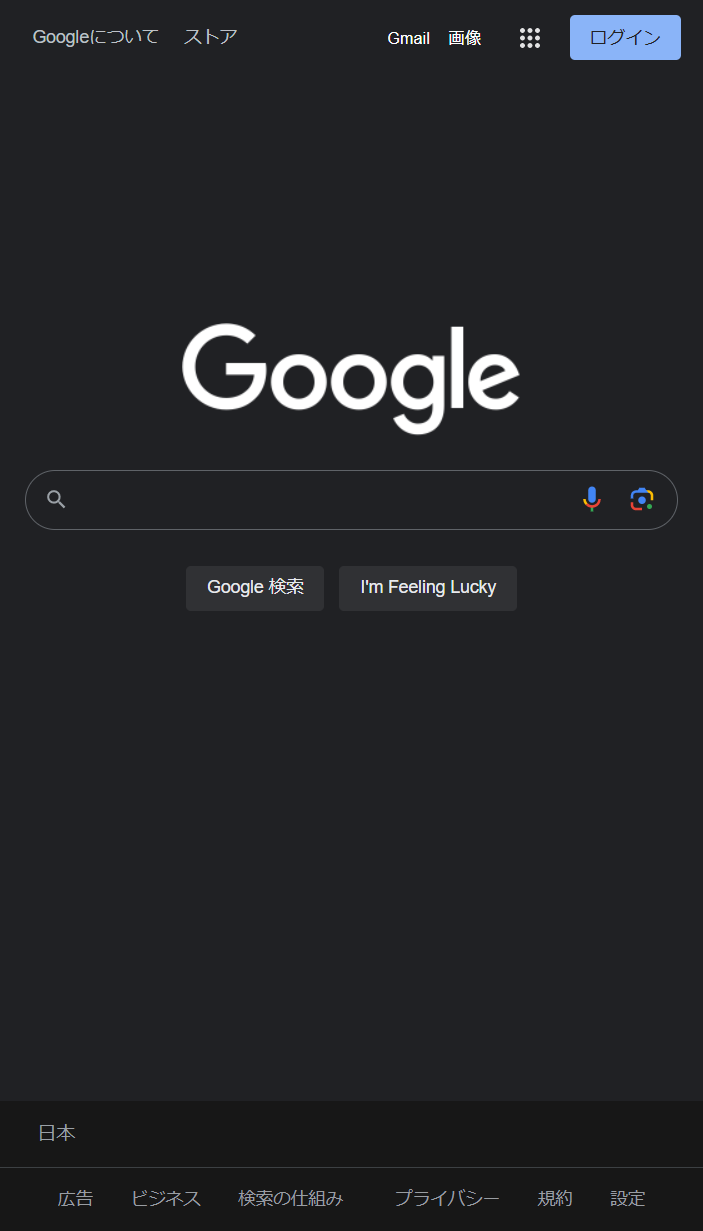 Googleについて ストア Gmail 画像 ログイン
Google
Google 検索 I'm Feeling Lucky
日本
広告 ビジネス 検索の仕組み プライバシー 規約 設定